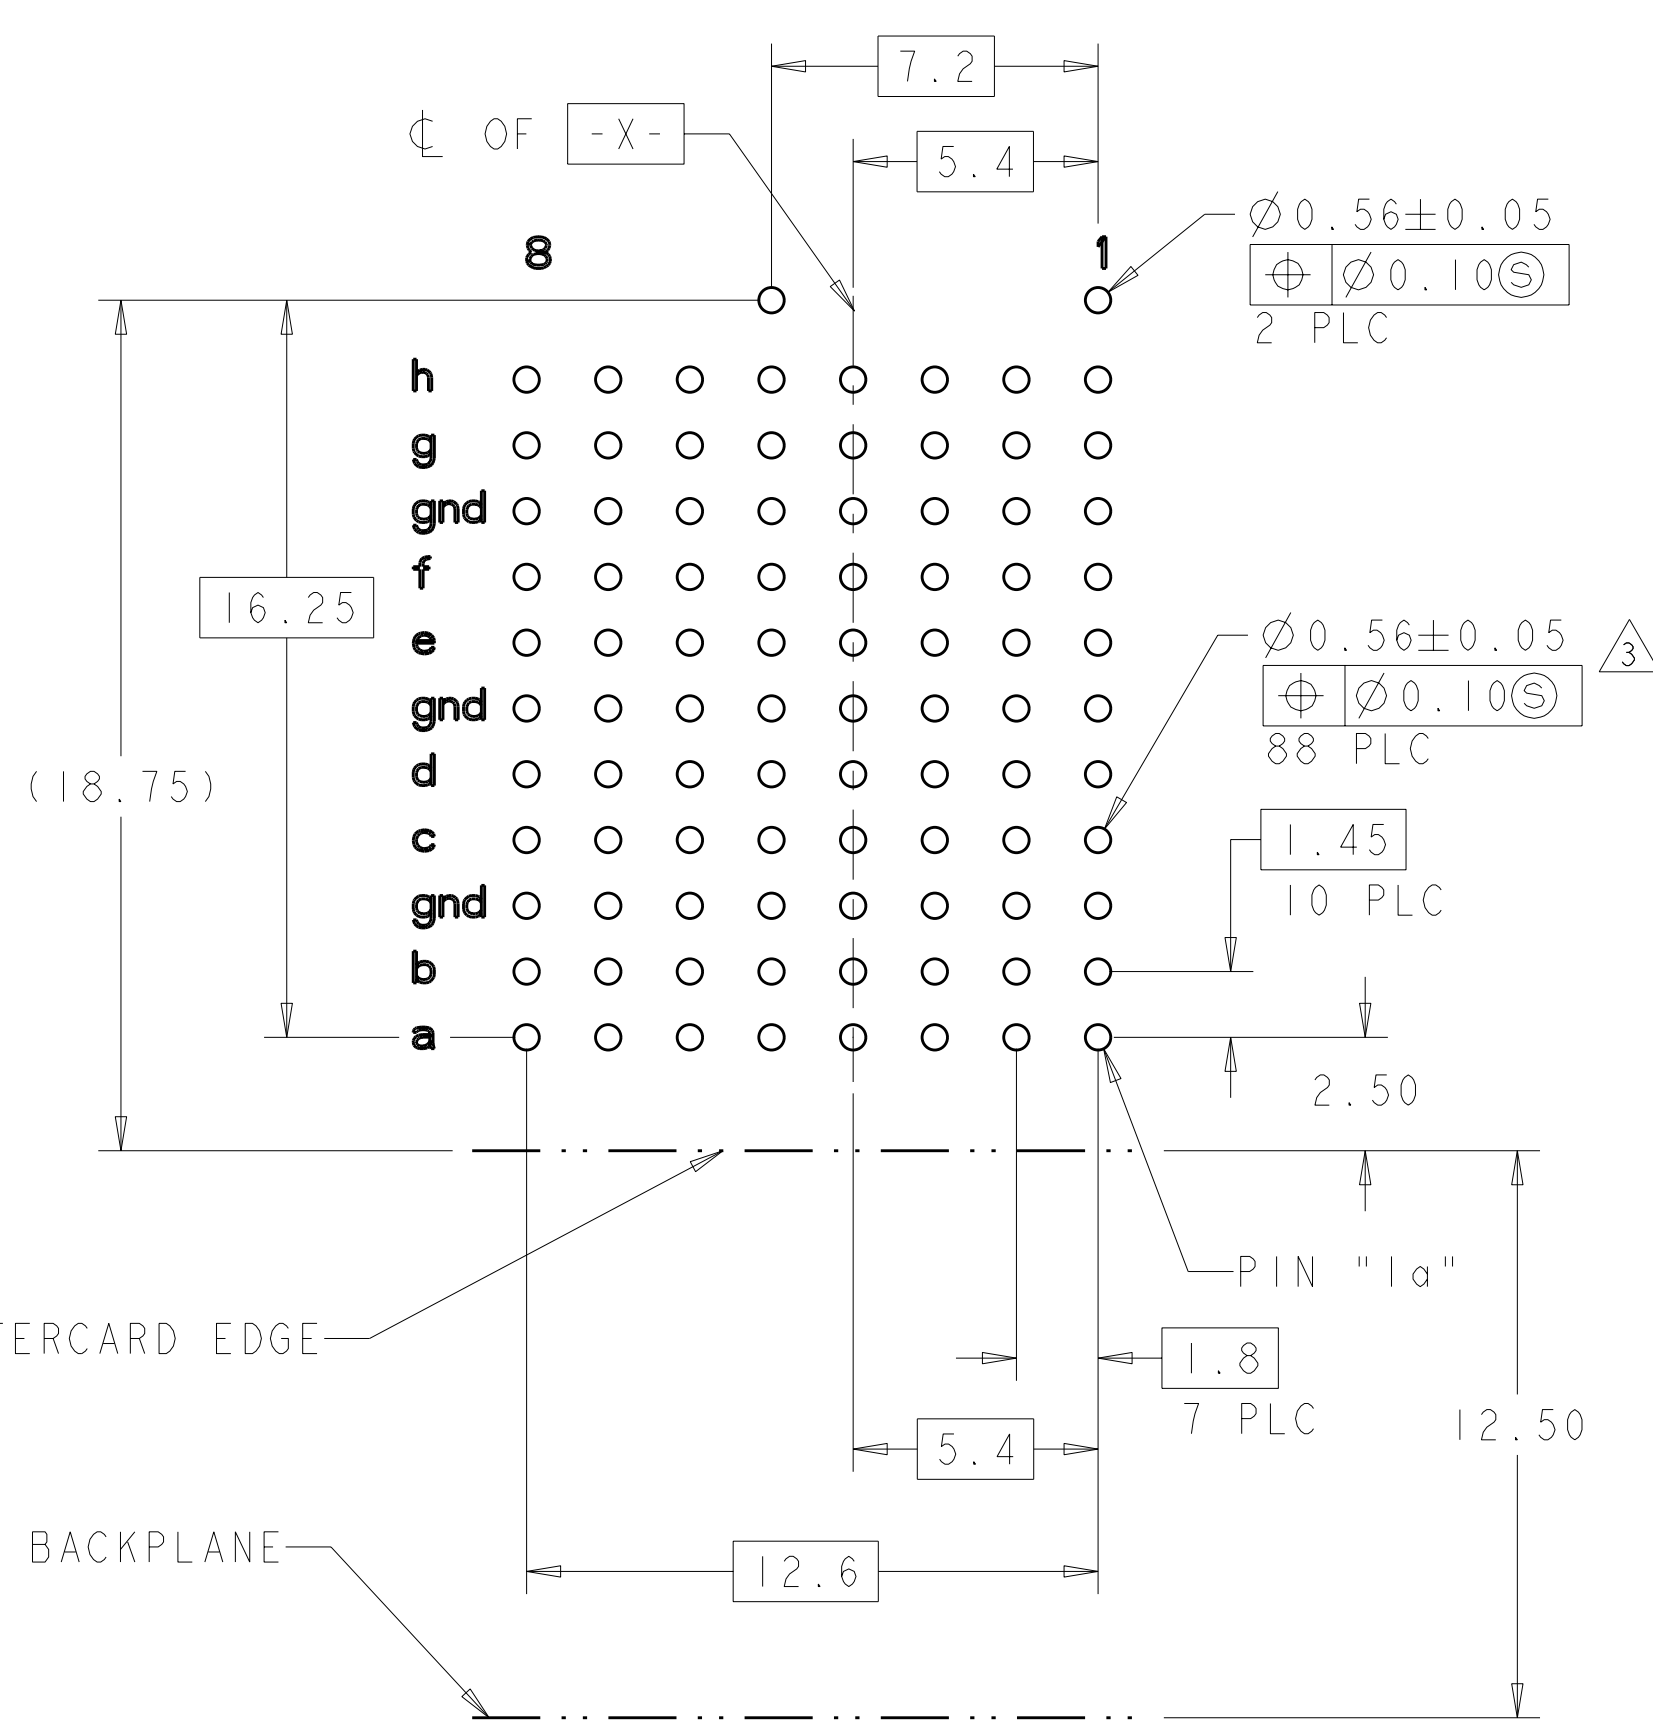 7.2
℄ OF -X-
5.4
Ø0.56±0.05
⌖ Ø0.10Ⓢ
2 PLC
8 1
h
g
gnd
f
16.25
e
Ø0.56±0.05 3
⌖ Ø0.10Ⓢ
88 PLC
gnd
d
(18.75)
c
1.45
10 PLC
gnd
b
a
2.50
PIN "1a"
TERCARD EDGE
1.8
7 PLC
12.50
5.4
BACKPLANE
12.6